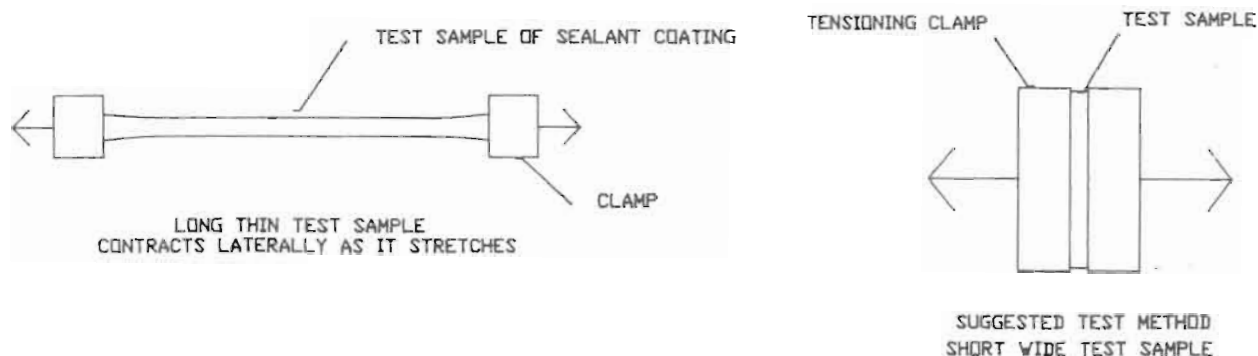 TEST SAMPLE OF SEALANT COATING
CLAMP
LONG THIN TEST SAMPLE
CONTRACTS LATERALLY AS IT STRETCHES
TENSIONING CLAMP
TEST SAMPLE
SUGGESTED TEST METHOD
SHORT WIDE TEST SAMPLE